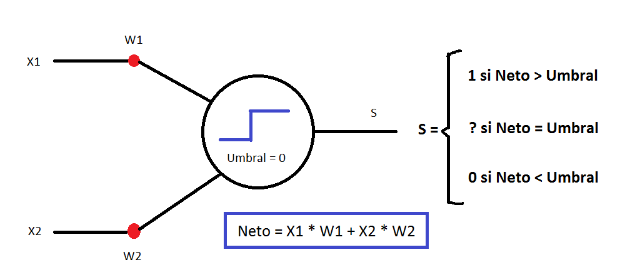 W1
X1
S
Umbral = 0
X2
W2
Neto = X1 * W1 + X2 * W2
S =
1 si Neto > Umbral
? si Neto = Umbral
0 si Neto < Umbral